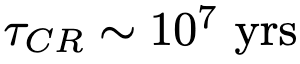 τ_{CR} ∼ 10^7 yrs